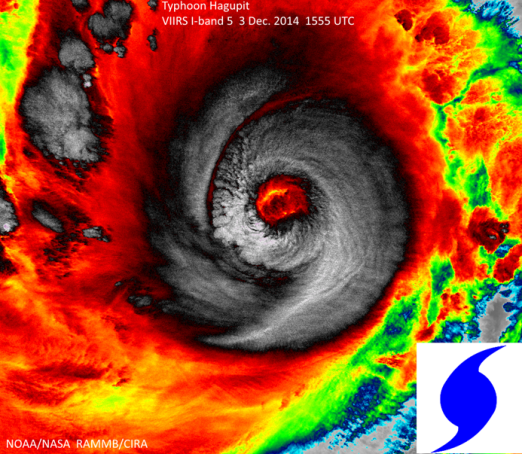 Typhoon Hagupit
VIIRS I-band 5  3 Dec. 2014  1555 UTC
NOAA/NASA  RAMMB/CIRA